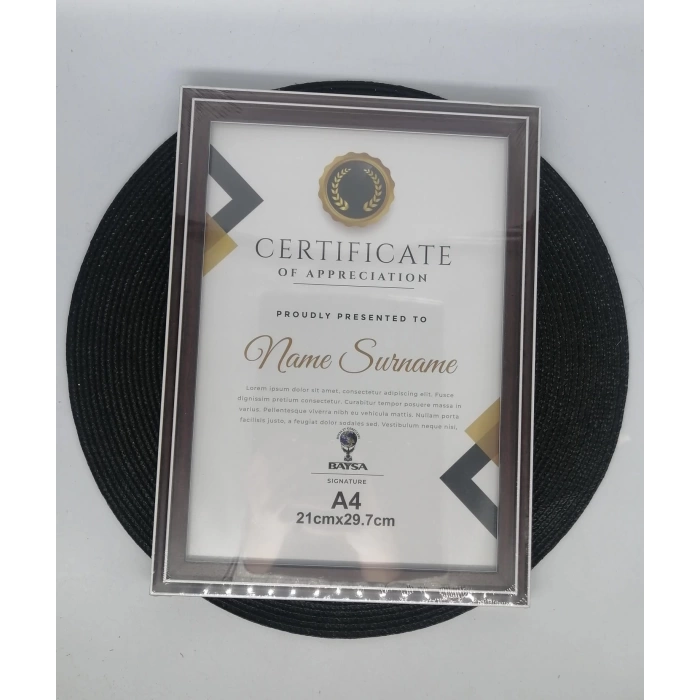 CERTIFICATE
OF APPRECIATION
PROUDLY PRESENTED TO
Name Surname
Lorem ipsum dolor sit amet, consectetur adipiscing elit. Fusce
dignissim pretium consectetur. Curabitur tempor posuere massa in
varius. Pellentesque viverra nibh eu vehicula mattis. Nullam porta
facilisis justo, a feugiat dolor sodales sed. Vestibulum neque nisi,
BAYSA
SIGNATURE
A4
21cmx29.7cm